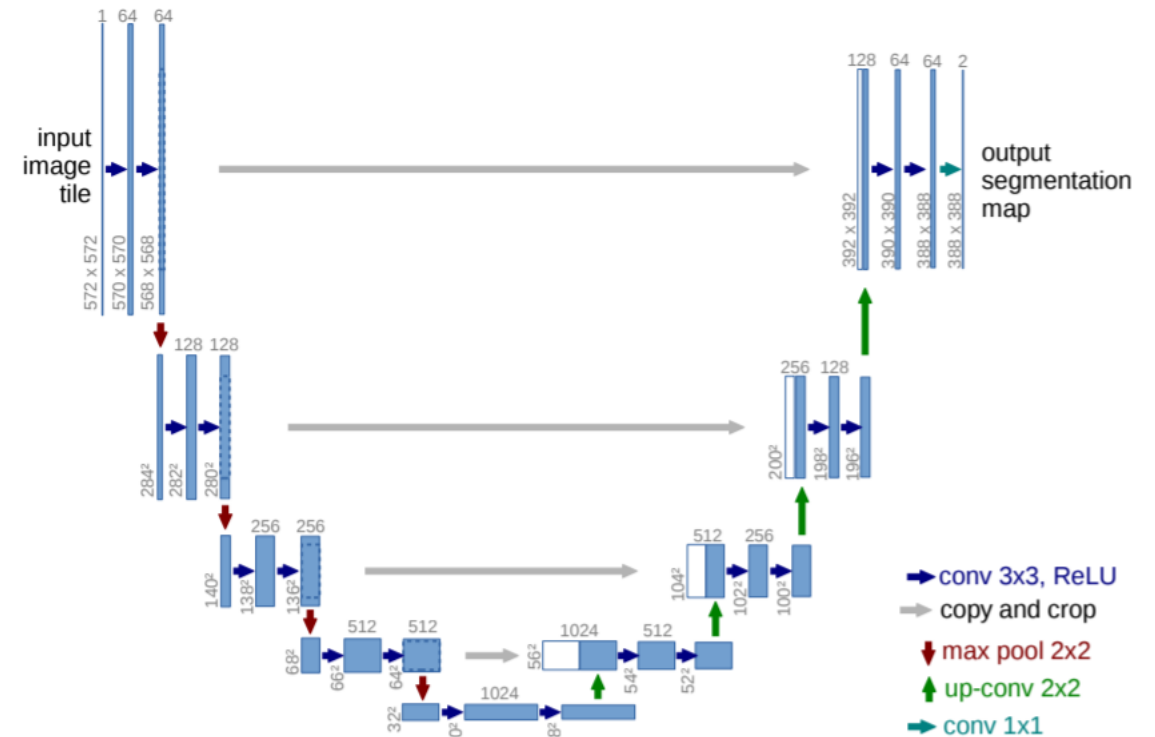 1 64 64
input
image
tile
572 x 572
570 x 570
568 x 568
128 64 64 2
output
segmentation
map
392 x 392
390 x 390
388 x 388
388 x 388
128 128
284²
282²
280²
256 128
200²
198²
196²
256 256
140²
138²
136²
512 256
104²
102²
100²
512 512
68²
66²
64²
1024 512
56²
54²
52²
1024
32²
conv 3x3, ReLU
copy and crop
max pool 2x2
up-conv 2x2
conv 1x1